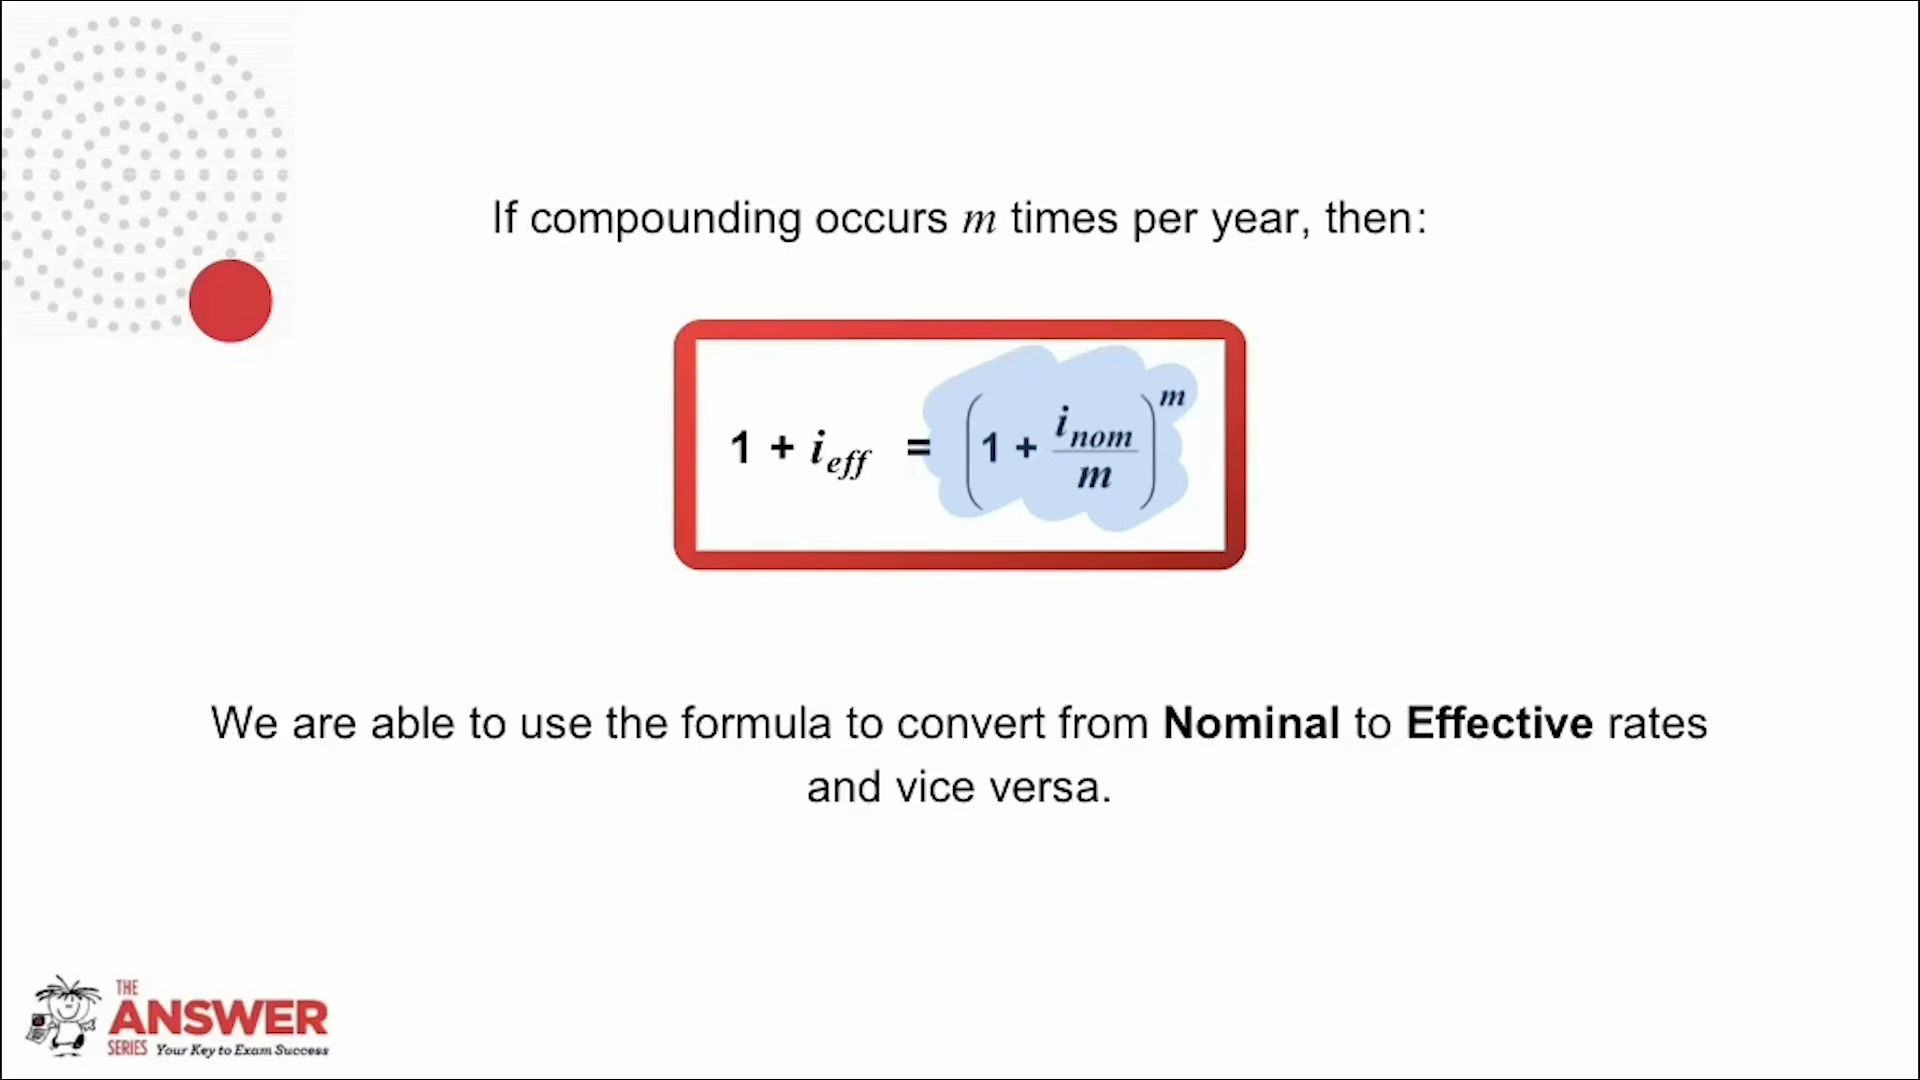 If compounding occurs m times per year, then:
1 + i_eff = (1 + i_nom/m)^m
We are able to use the formula to convert from Nominal to Effective rates
and vice versa.
THE
ANSWER
SERIES Your Key to Exam Success